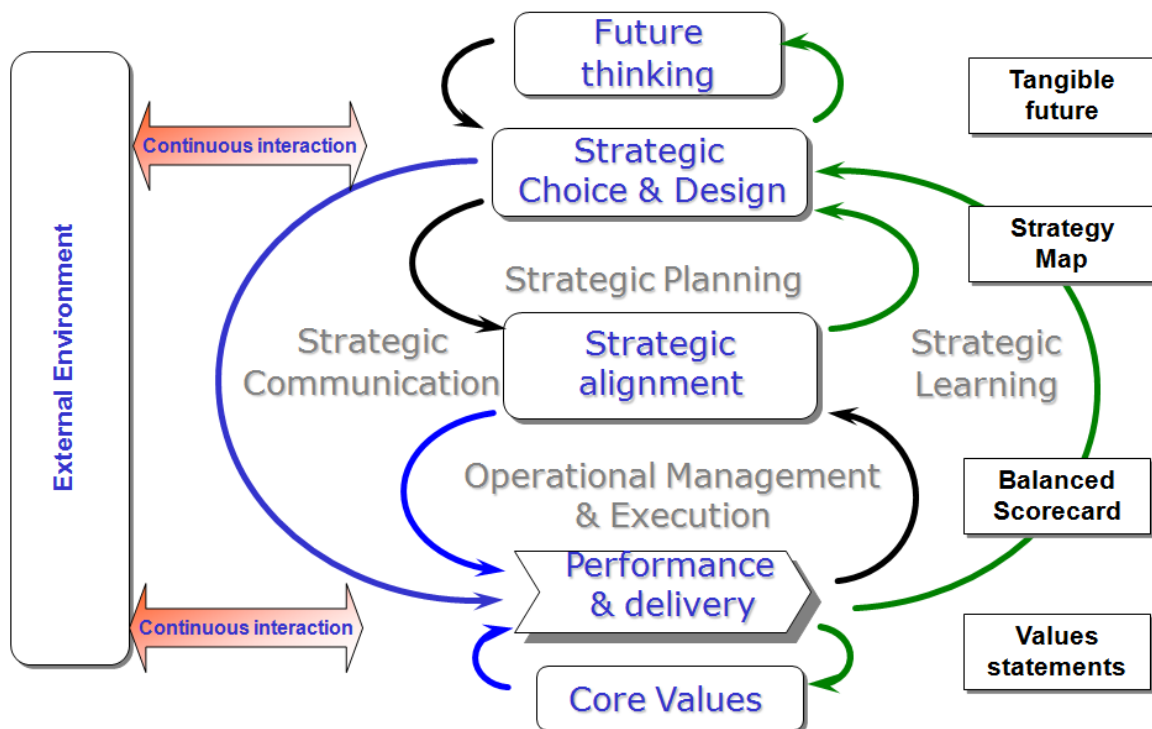 Future
thinking
Tangible
future
Continuous interaction
Strategic
Choice & Design
Strategy
Map
Strategic Planning
External Environment
Strategic
Communication
Strategic
alignment
Strategic
Learning
Operational Management
& Execution
Balanced
Scorecard
Performance
& delivery
Continuous interaction
Values
statements
Core Values